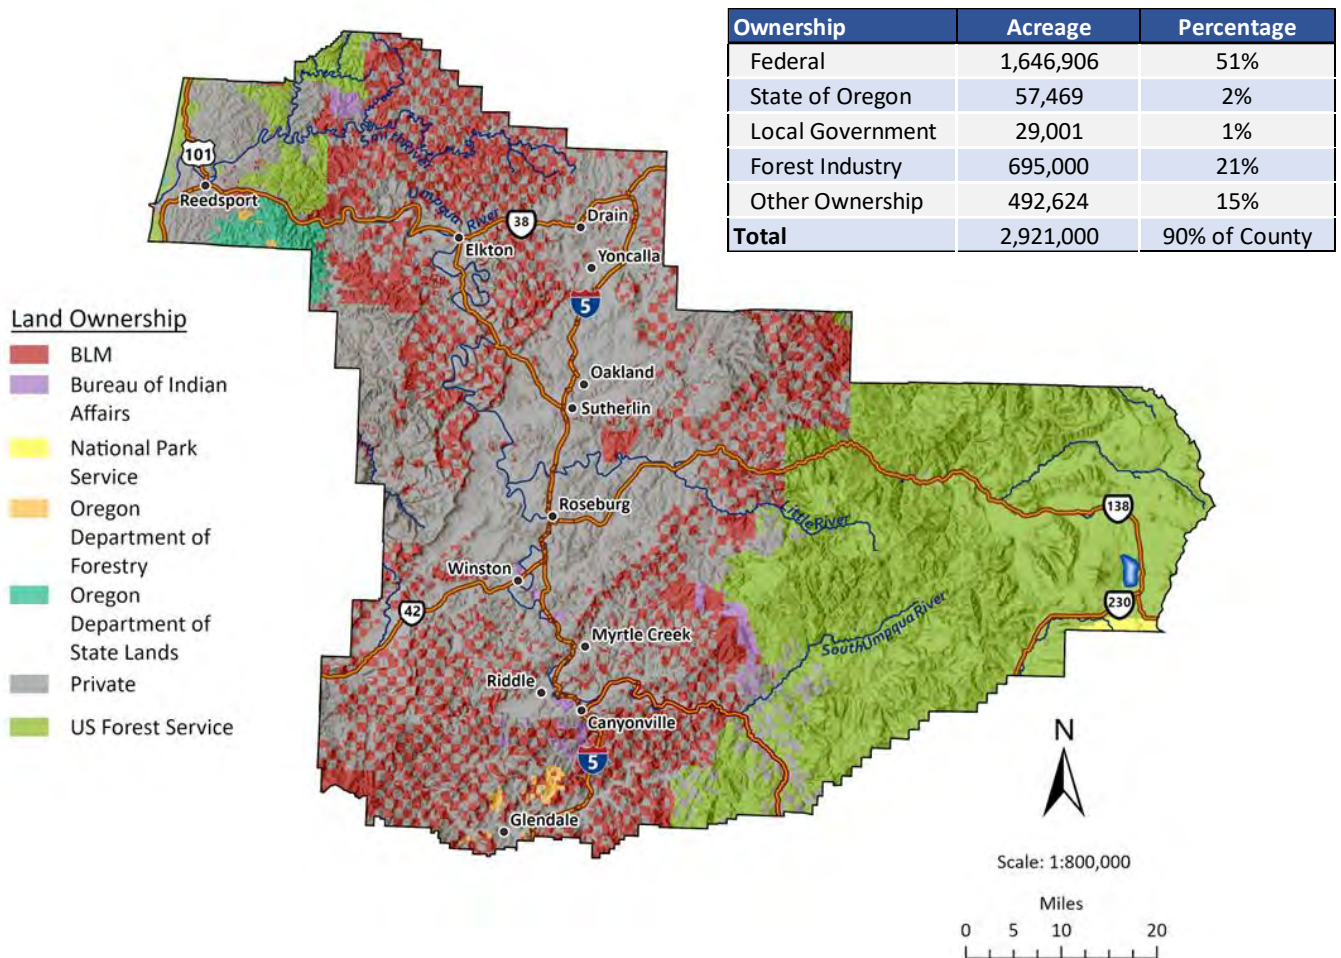 Ownership Acreage Percentage
Federal 1,646,906 51%
State of Oregon 57,469 2%
Local Government 29,001 1%
Forest Industry 695,000 21%
Other Ownership 492,624 15%
Total 2,921,000 90% of County
101
Reedsport
Smith River
Umpqua River
38
Drain
Elkton
Yoncalla
5
Oakland
Sutherlin
Roseburg
Little River
138
Winston
42
230
South Umpqua River
Myrtle Creek
Riddle
Canyonville
5
Glendale
Land Ownership
BLM
Bureau of Indian
Affairs
National Park
Service
Oregon
Department of
Forestry
Oregon
Department of
State Lands
Private
US Forest Service
N
Scale: 1:800,000
Miles
0 5 10 20